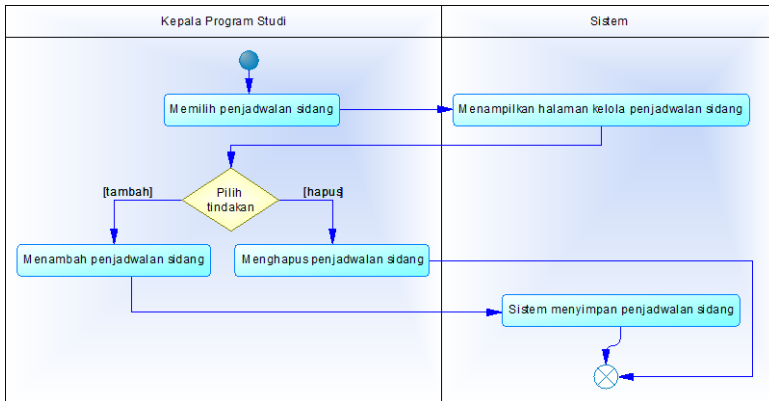 Kepala Program Studi
Sistem
Memilih penjadwalan sidang
Menampilkan halaman kelola penjadwalan sidang
[tambah]
Pilih
tindakan
[hapus]
Menambah penjadwalan sidang
Menghapus penjadwalan sidang
Sistem menyimpan penjadwalan sidang